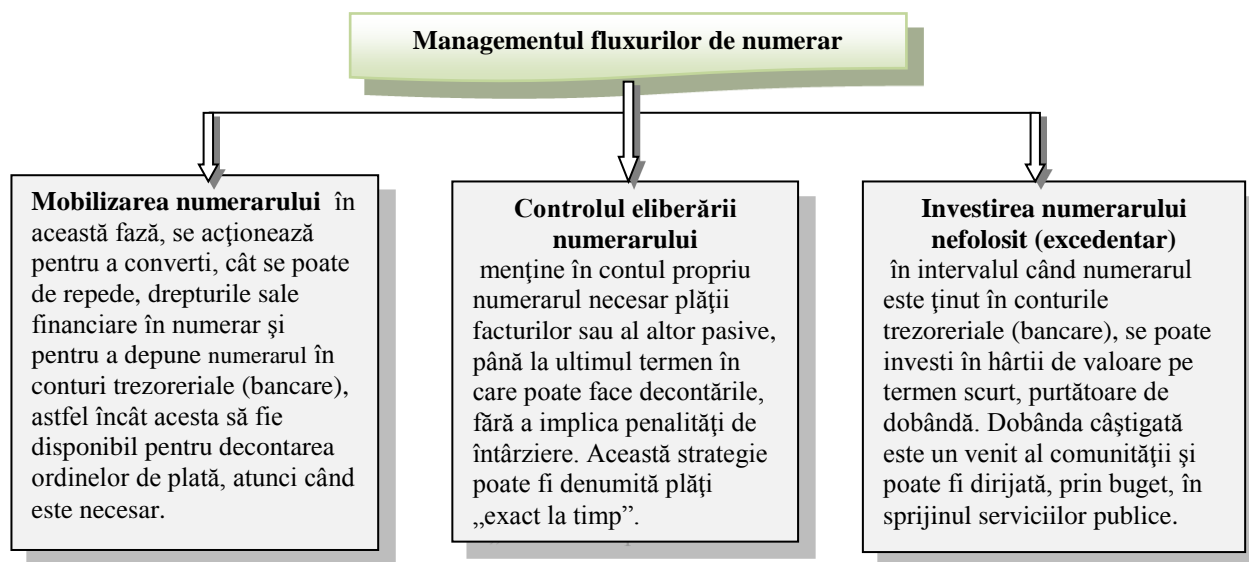 Managementul fluxurilor de numerar
Mobilizarea numerarului în
această fază, se acţionează
pentru a converti, cât se poate
de repede, drepturile sale
financiare în numerar şi
pentru a depune numerarul în
conturi trezoreriale (bancare),
astfel încât acesta să fie
disponibil pentru decontarea
ordinelor de plată, atunci când
este necesar.
Controlul eliberării
numerarului
menţine în contul propriu
numerarul necesar plăţii
facturilor sau al altor pasive,
până la ultimul termen în
care poate face decontările,
fără a implica penalităţi de
întârziere. Această strategie
poate fi denumită plăţi
„exact la timp”.
Investirea numerarului
nefolosit (excedentar)
în intervalul când numerarul
este ţinut în conturile
trezoreriale (bancare), se poate
investi în hârtii de valoare pe
termen scurt, purtătoare de
dobândă. Dobânda câştigată
este un venit al comunităţii şi
poate fi dirijată, prin buget, în
sprijinul serviciilor publice.